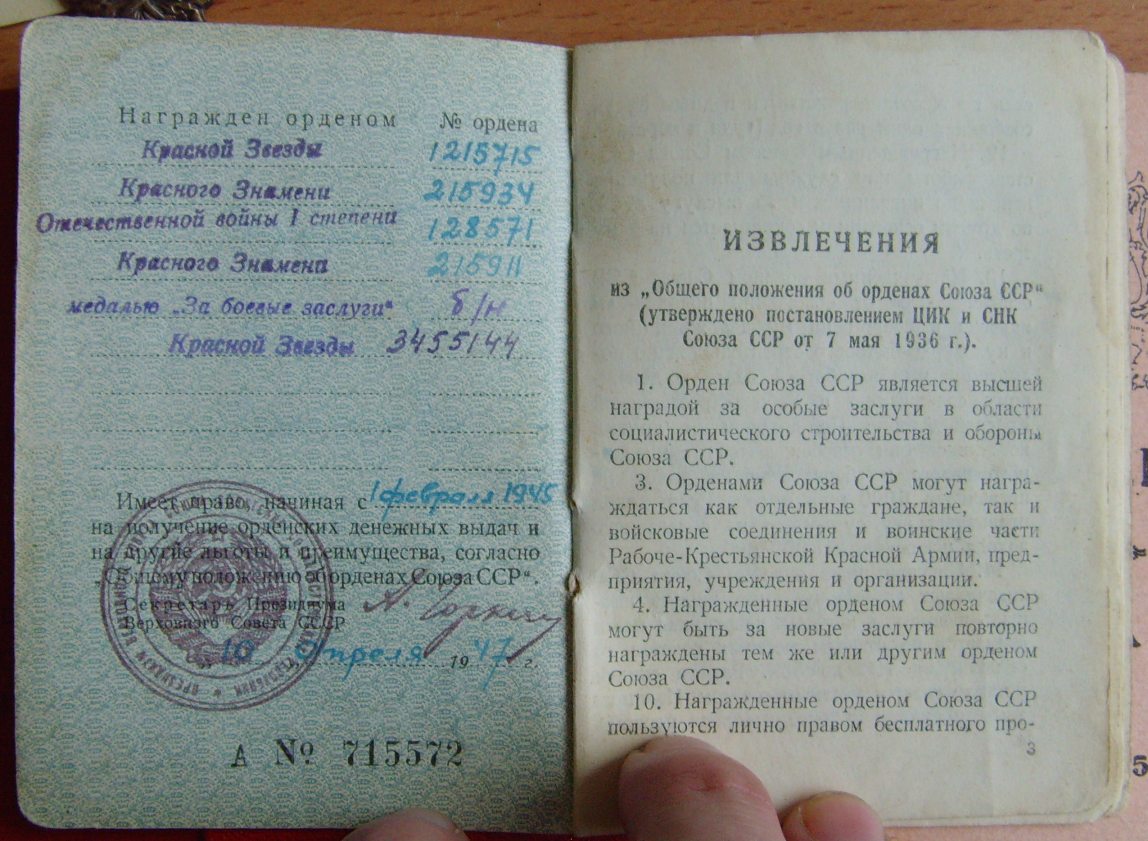 Награжден орденом № ордена
Красной Звезды 1215715
Красного Знамени 215934
Отечественной войны I степени 128571
Красного Знамени 215911
медалью „За боевые заслуги“ б/н
Красной Звезды 3455144
Имеет право, начиная с 1 февраля 1945
на получение орденских денежных выдач и
на другие льготы и преимущества, согласно
„Общему положению об орденах Союза ССР“.
Секретарь Президиума
Верховного Совета СССР А. Горкин
10 Апреля 1947 г.
А № 715572
ИЗВЛЕЧЕНИЯ
из „Общего положения об орденах Союза ССР“
(утверждено постановлением ЦИК и СНК
Союза ССР от 7 мая 1936 г.).
1. Орден Союза ССР является высшей
наградой за особые заслуги в области
социалистического строительства и обороны
Союза ССР.
3. Орденами Союза ССР могут награ-
ждаться как отдельные граждане, так и
войсковые соединения и воинские части
Рабоче-Крестьянской Красной Армии, пред-
приятия, учреждения и организации.
4. Награжденные орденом Союза ССР
могут быть за новые заслуги повторно
награждены тем же или другим орденом
Союза ССР.
10. Награжденные орденом Союза ССР
пользуются лично правом бесплатного про-
3
5